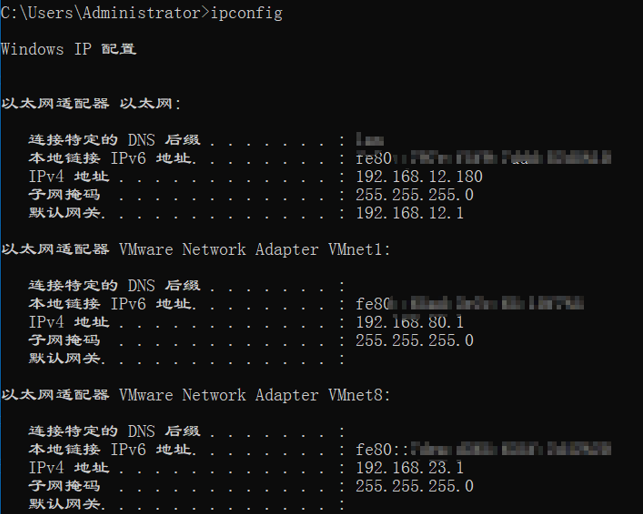 C:\Users\Administrator>ipconfig
Windows IP 配置
以太网适配器 以太网:
连接特定的 DNS 后缀 . . . . . . . :
本地链接 IPv6 地址. . . . . . . . : fe80
IPv4 地址 . . . . . . . . . . . . : 192.168.12.180
子网掩码 . . . . . . . . . . . . : 255.255.255.0
默认网关. . . . . . . . . . . . . : 192.168.12.1
以太网适配器 VMware Network Adapter VMnet1:
连接特定的 DNS 后缀 . . . . . . . :
本地链接 IPv6 地址. . . . . . . . : fe80
IPv4 地址 . . . . . . . . . . . . : 192.168.80.1
子网掩码 . . . . . . . . . . . . : 255.255.255.0
默认网关. . . . . . . . . . . . . :
以太网适配器 VMware Network Adapter VMnet8:
连接特定的 DNS 后缀 . . . . . . . :
本地链接 IPv6 地址. . . . . . . . : fe80::
IPv4 地址 . . . . . . . . . . . . : 192.168.23.1
子网掩码 . . . . . . . . . . . . : 255.255.255.0
默认网关. . . . . . . . . . . . . :